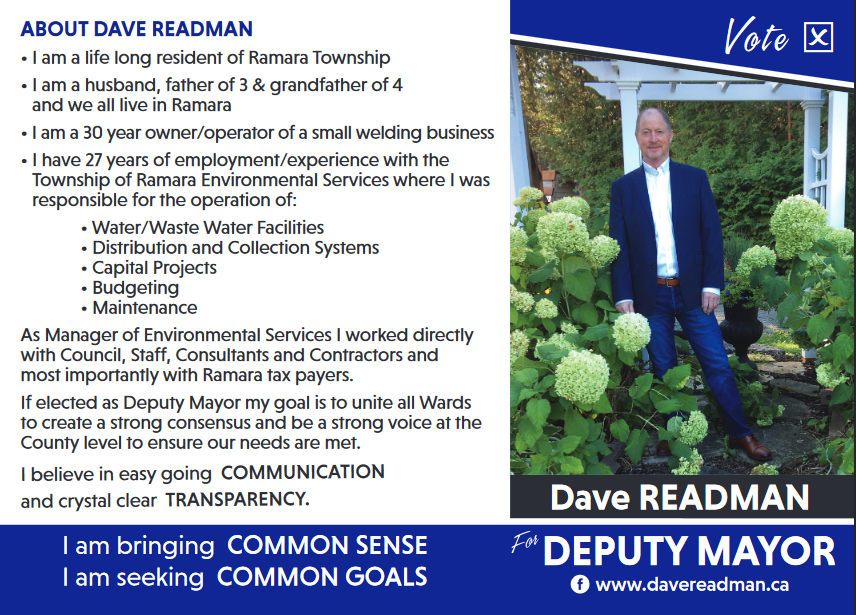 ABOUT DAVE READMAN
• I am a life long resident of Ramara Township
• I am a husband, father of 3 & grandfather of 4
and we all live in Ramara
• I am a 30 year owner/operator of a small welding business
• I have 27 years of employment/experience with the
Township of Ramara Environmental Services where I was
responsible for the operation of:
• Water/Waste Water Facilities
• Distribution and Collection Systems
• Capital Projects
• Budgeting
• Maintenance
As Manager of Environmental Services I worked directly
with Council, Staff, Consultants and Contractors and
most importantly with Ramara tax payers.
If elected as Deputy Mayor my goal is to unite all Wards
to create a strong consensus and be a strong voice at the
County level to ensure our needs are met.
I believe in easy going COMMUNICATION
and crystal clear TRANSPARENCY.
I am bringing COMMON SENSE
I am seeking COMMON GOALS
Vote X
Dave READMAN
For DEPUTY MAYOR
f www.davereadman.ca